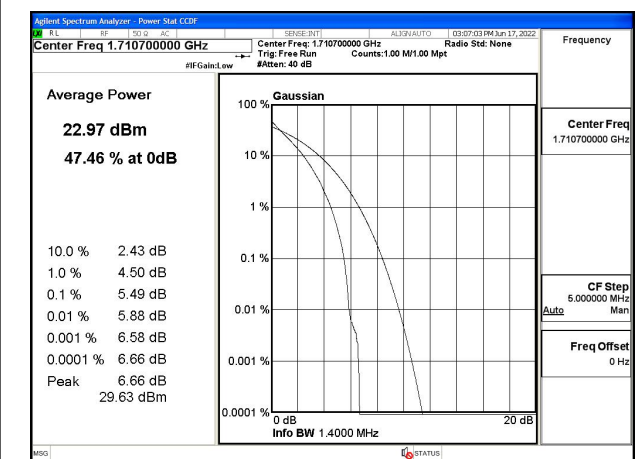 Agilent Spectrum Analyzer - Power Stat CCDF
LXI RL RF 50 Ω AC SENSE:INT ALIGN AUTO 03:07:03 PM Jun 17, 2022
Center Freq 1.710700000 GHz
Center Freq: 1.710700000 GHz Radio Std: None
Trig: Free Run Counts:1.00 M/1.00 Mpt
#IFGain:Low #Atten: 40 dB
Frequency
Average Power
22.97 dBm
47.46 % at 0dB
10.0 % 2.43 dB
1.0 % 4.50 dB
0.1 % 5.49 dB
0.01 % 5.88 dB
0.001 % 6.58 dB
0.0001 % 6.66 dB
Peak 6.66 dB
29.63 dBm
Gaussian
100 %
10 %
1 %
0.1 %
0.01 %
0.001 %
0.0001 %
0 dB 20 dB
Info BW 1.4000 MHz
Center Freq
1.710700000 GHz
CF Step
5.000000 MHz
Auto Man
Freq Offset
0 Hz
MSG STATUS